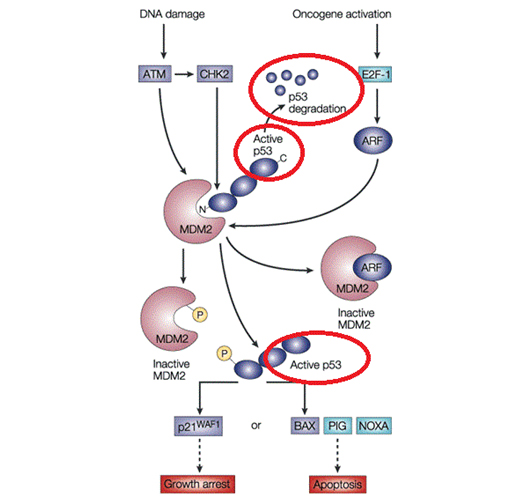 DNA damage
Oncogene activation
ATM
CHK2
E2F-1
p53
degradation
Active
p53
C
ARF
N
MDM2
ARF
MDM2
Inactive
MDM2
P
MDM2
Inactive
MDM2
P
Active p53
p21WAF1
or
BAX
PIG
NOXA
Growth arrest
Apoptosis